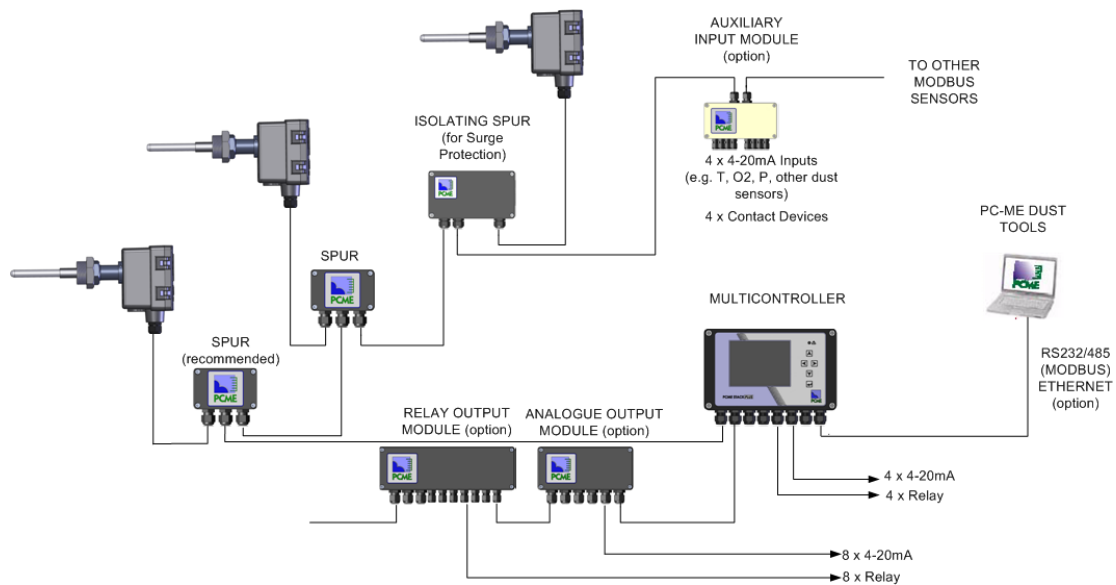 AUXILIARY
INPUT MODULE
(option)
TO OTHER
MODBUS
SENSORS
ISOLATING SPUR
(for Surge
Protection)
PCME
PCME
4 x 4-20mA Inputs
(e.g. T, O2, P, other dust
sensors)
4 x Contact Devices
PC-ME DUST
TOOLS
PCME
SPUR
PCME
MULTICONTROLLER
SPUR
(recommended)
PCME
PCME
RS232/485
(MODBUS)
ETHERNET
(option)
RELAY OUTPUT
MODULE (option)
ANALOGUE OUTPUT
MODULE (option)
PCME
PCME
4 x 4-20mA
4 x Relay
8 x 4-20mA
8 x Relay